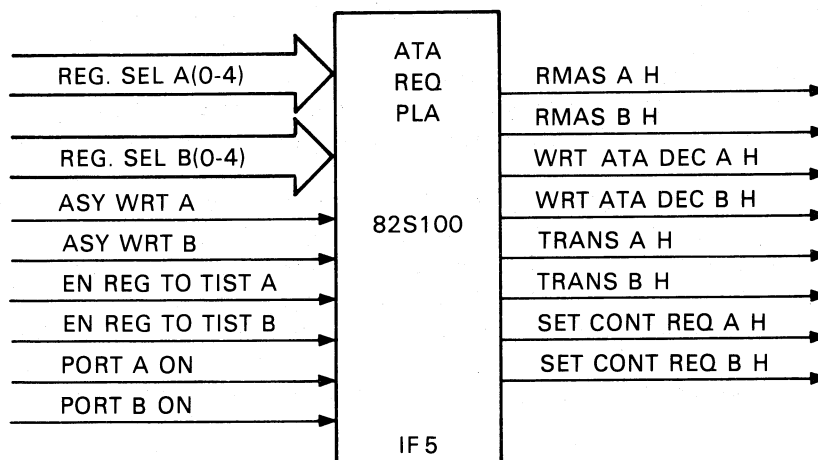 REG. SEL A(0-4)
REG. SEL B(0-4)
ASY WRT A
ASY WRT B
EN REG TO TIST A
EN REG TO TIST B
PORT A ON
PORT B ON
ATA
REQ
PLA
82S100
IF5
RMAS A H
RMAS B H
WRT ATA DEC A H
WRT ATA DEC B H
TRANS A H
TRANS B H
SET CONT REQ A H
SET CONT REQ B H